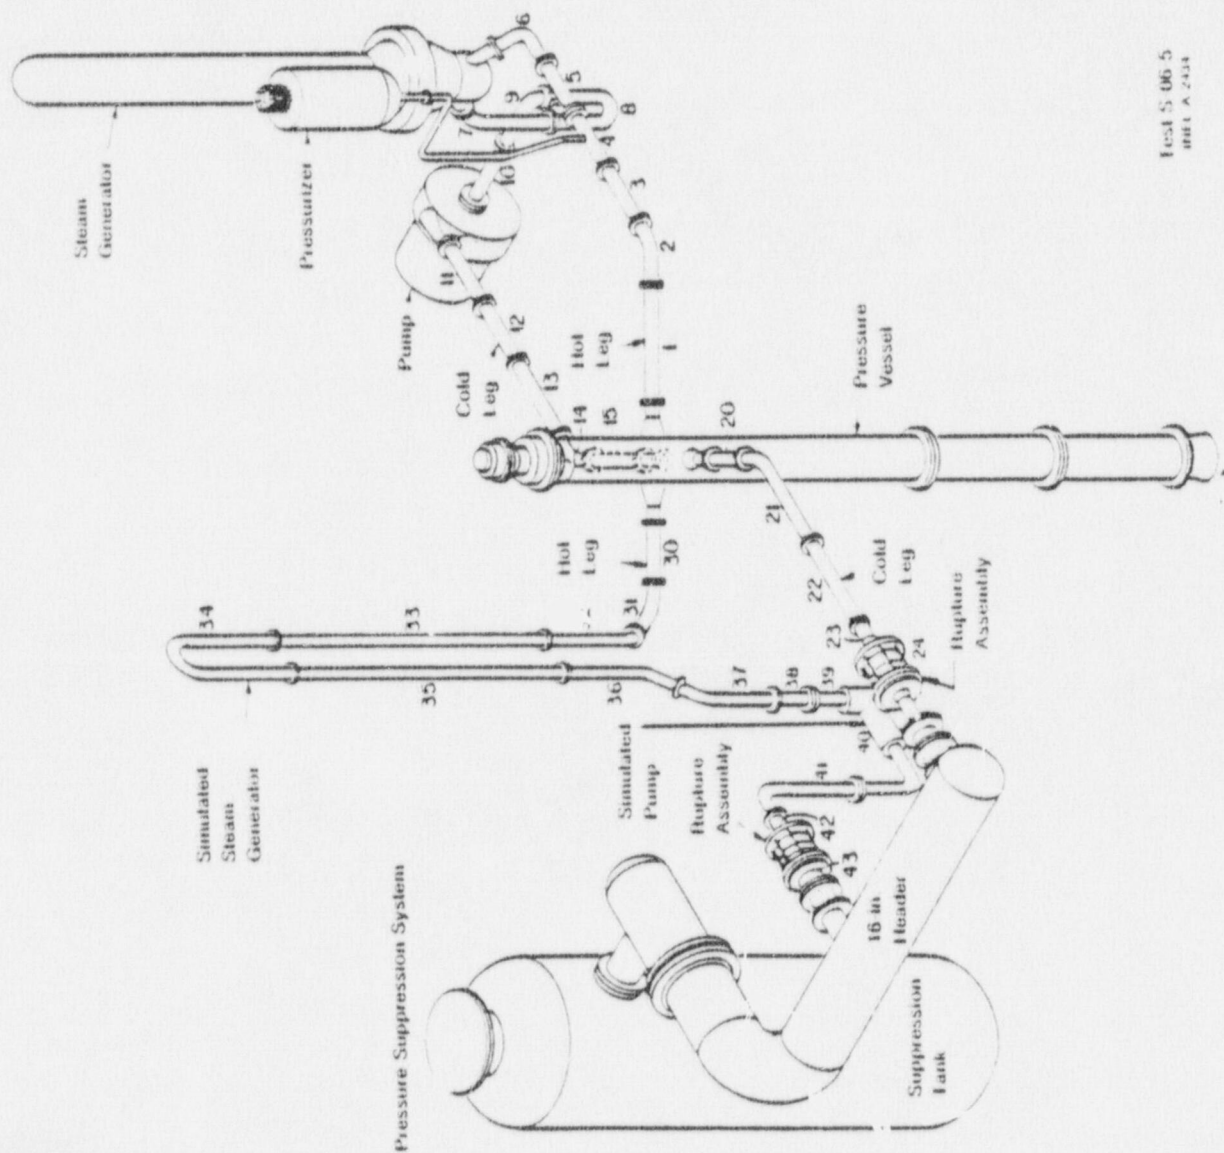 Steam
Generator
Pressurizer
Pump
Cold
Leg
Hot
Leg
Pressure
Vessel
Hot
Leg
Cold
Leg
Rupture
Assembly
Simulated
Steam
Generator
Simulated
Pump
Rupture
Assembly
Pressure Suppression System
16 in
Header
Suppression
Tank
Test S 06 5
INEL A 2434
1
2
3
4
5
6
7
8
9
10
11
12
13
14
15
20
21
22
23
24
30
31
33
34
35
36
37
38
39
40
41
42
43